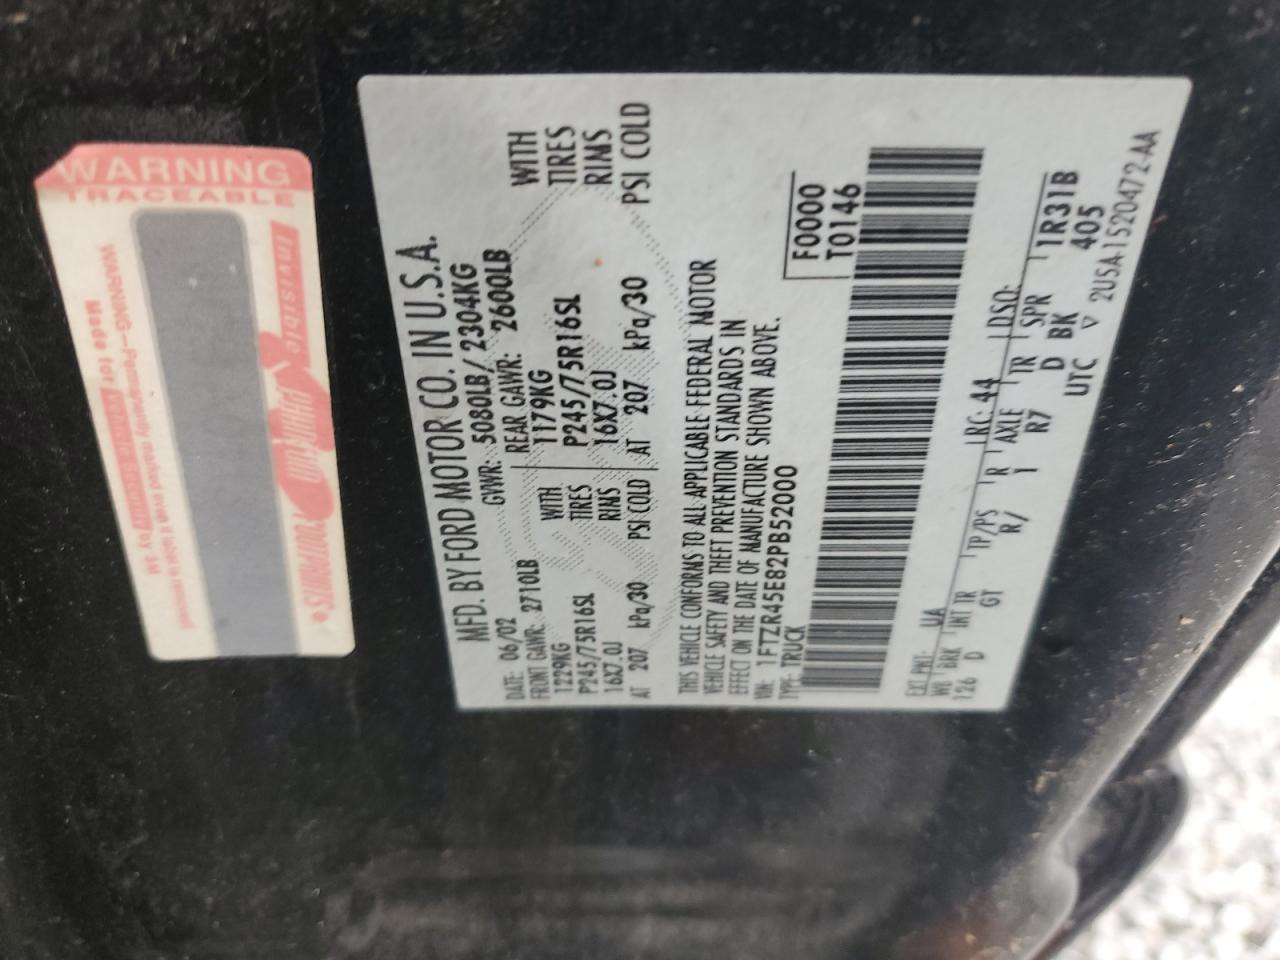 WARNING
TRACEABLE
Invisible
MFD. BY FORD MOTOR CO. IN U.S.A.
DATE: 06/02 GVWR: 5080LB/ 2304KG
FRONT GAWR: 2710LB REAR GAWR: 2600LB
1229KG WITH 1179KG WITH
P245/75R16SL TIRES P245/75R16SL TIRES
16X7.0J RIMS 16X7.0J RIMS
AT 207 kPa/30 PSI COLD AT 207 kPa/30 PSI COLD
THIS VEHICLE CONFORMS TO ALL APPLICABLE FEDERAL MOTOR
VEHICLE SAFETY AND THEFT PREVENTION STANDARDS IN
EFFECT ON THE DATE OF MANUFACTURE SHOWN ABOVE.
VIN: 1FTZR45E82PB52000 F0000
TYPE: TRUCK T0146
EXT PNT: UA RC: 44 DSO:
WB BRK INT TR TP/PS R AXLE TR SPR 1R31B
126 D GT R/ 1 R7 D BK 405
UTC ▽ 2U5A-1520472-AA